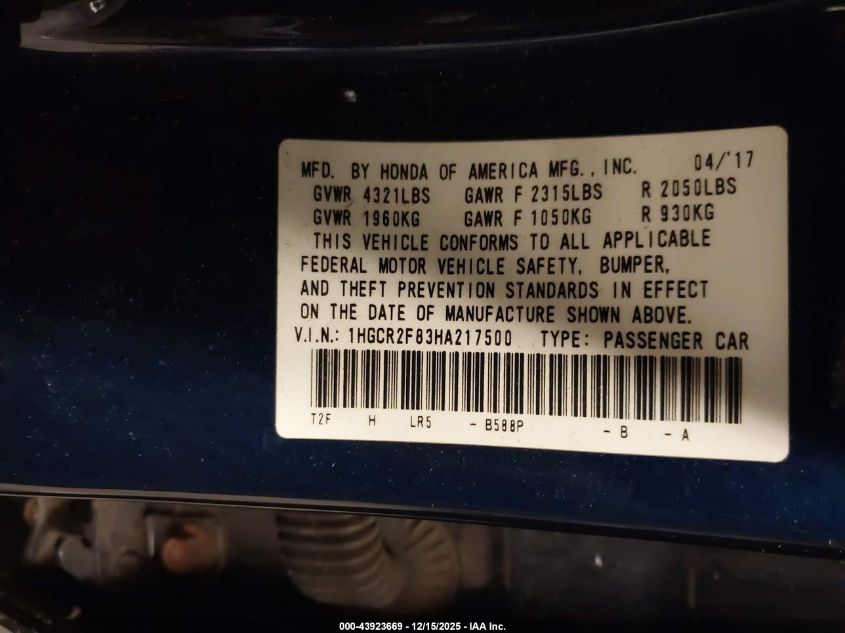 MFD. BY HONDA OF AMERICA MFG., INC. 04/'17
GVWR 4321LBS GAWR F 2315LBS R 2050LBS
GVWR 1960KG GAWR F 1050KG R 930KG
THIS VEHICLE CONFORMS TO ALL APPLICABLE
FEDERAL MOTOR VEHICLE SAFETY, BUMPER,
AND THEFT PREVENTION STANDARDS IN EFFECT
ON THE DATE OF MANUFACTURE SHOWN ABOVE.
V.I.N.: 1HGCR2F83HA217500 TYPE: PASSENGER CAR
T2F H LR5 - B588P - B - A
000-43923669 - 12/15/2025 - IAA Inc.